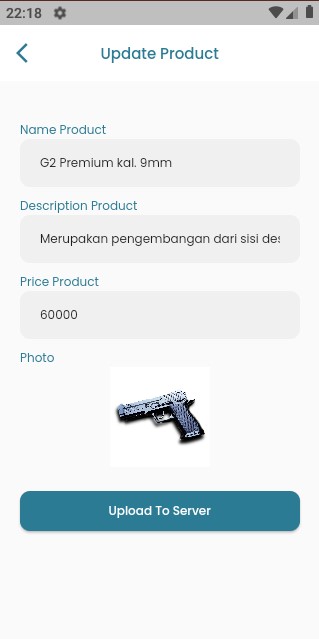 22:18
Update Product
Name Product
G2 Premium kal. 9mm
Description Product
Merupakan pengembangan dari sisi
Price Product
60000
Photo
Upload To Server